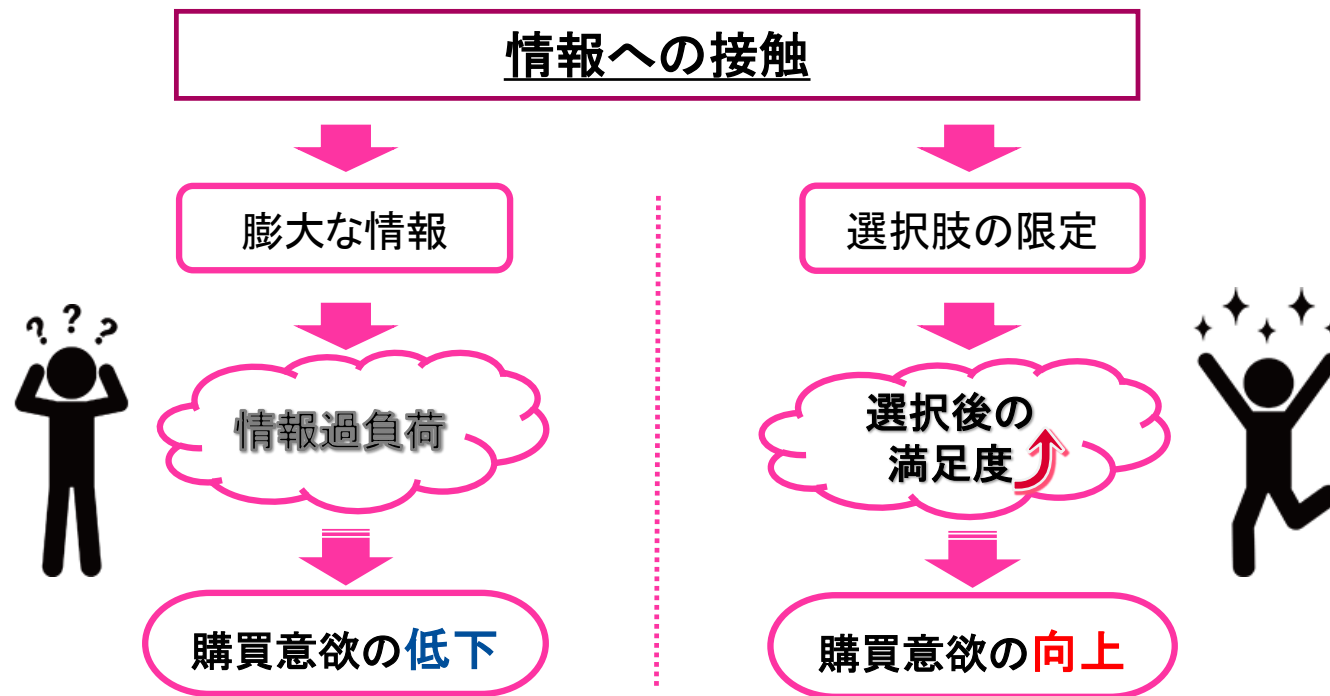 情報への接触
膨大な情報
選択肢の限定
? ? ?
情報過負荷
選択後の
満足度
購買意欲の低下
購買意欲の向上